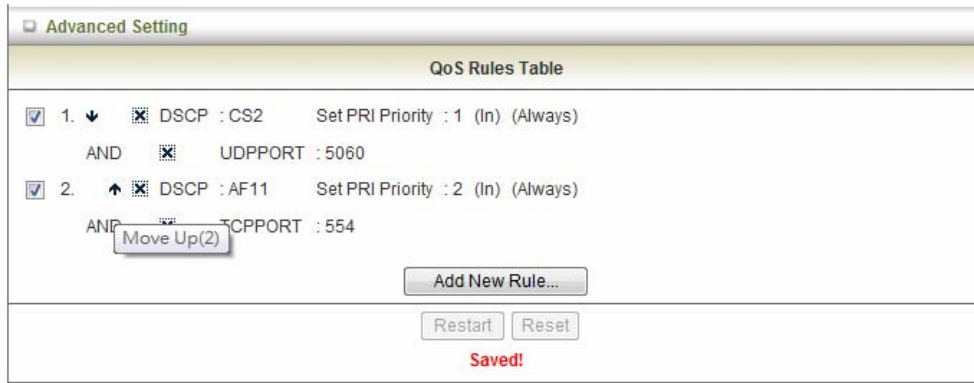 Advanced Setting
QoS Rules Table
1. DSCP : CS2 Set PRI Priority : 1 (In) (Always)
AND UDPPORT : 5060
2. DSCP : AF11 Set PRI Priority : 2 (In) (Always)
AND TCPPORT : 554
Move Up(2)
Add New Rule...
Restart Reset
Saved!